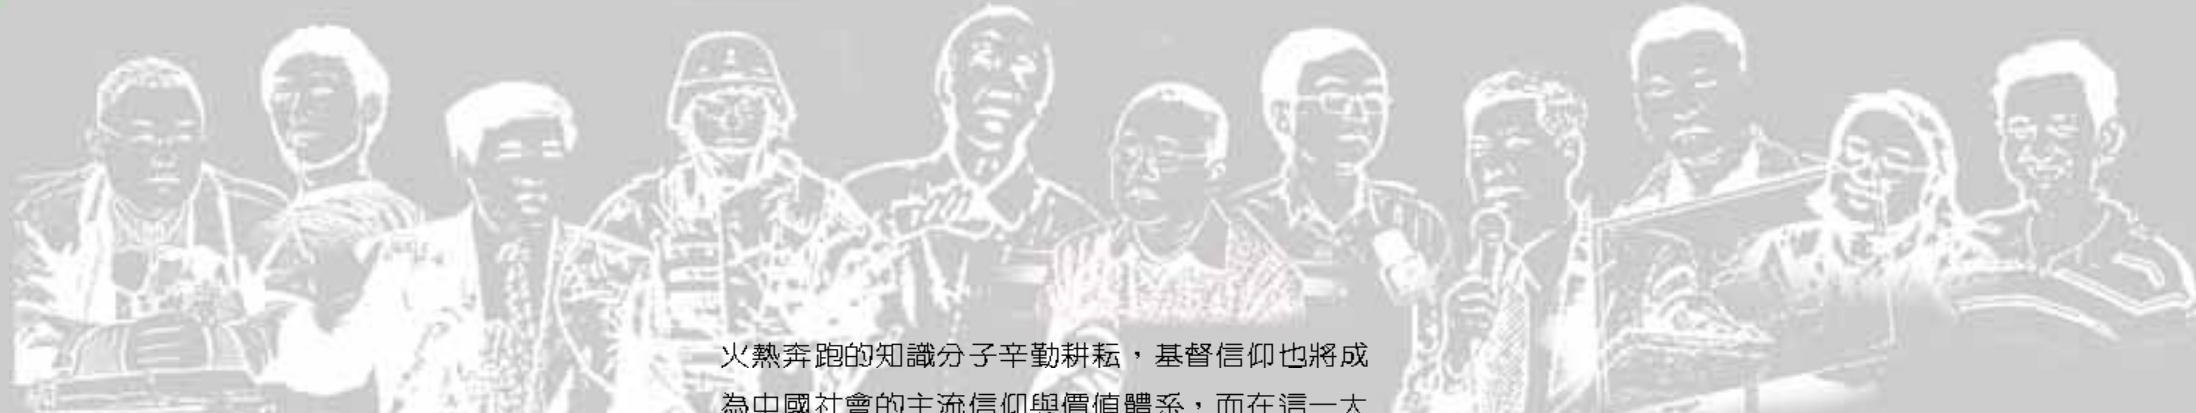 火熱奔跑的知識分子辛勤耕耘，基督信仰也將成
為中國社會的主流信仰與價值體系，而在這一大